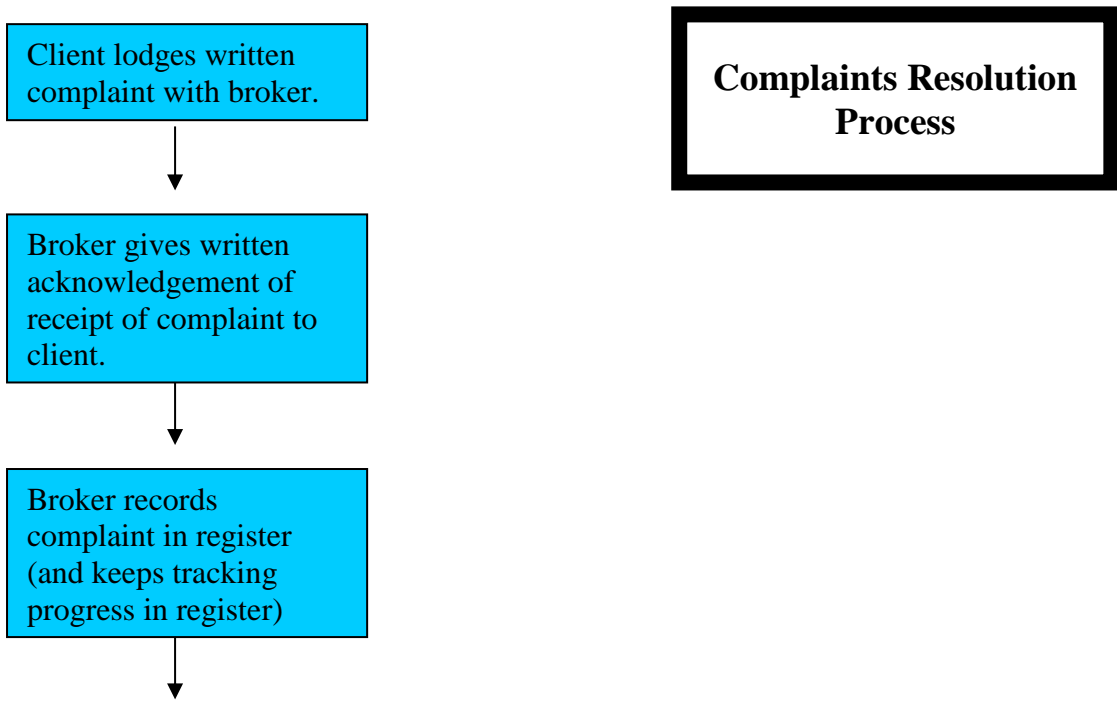 Client lodges written
complaint with broker.
Complaints Resolution
Process
Broker gives written
acknowledgement of
receipt of complaint to
client.
Broker records
complaint in register
(and keeps tracking
progress in register)